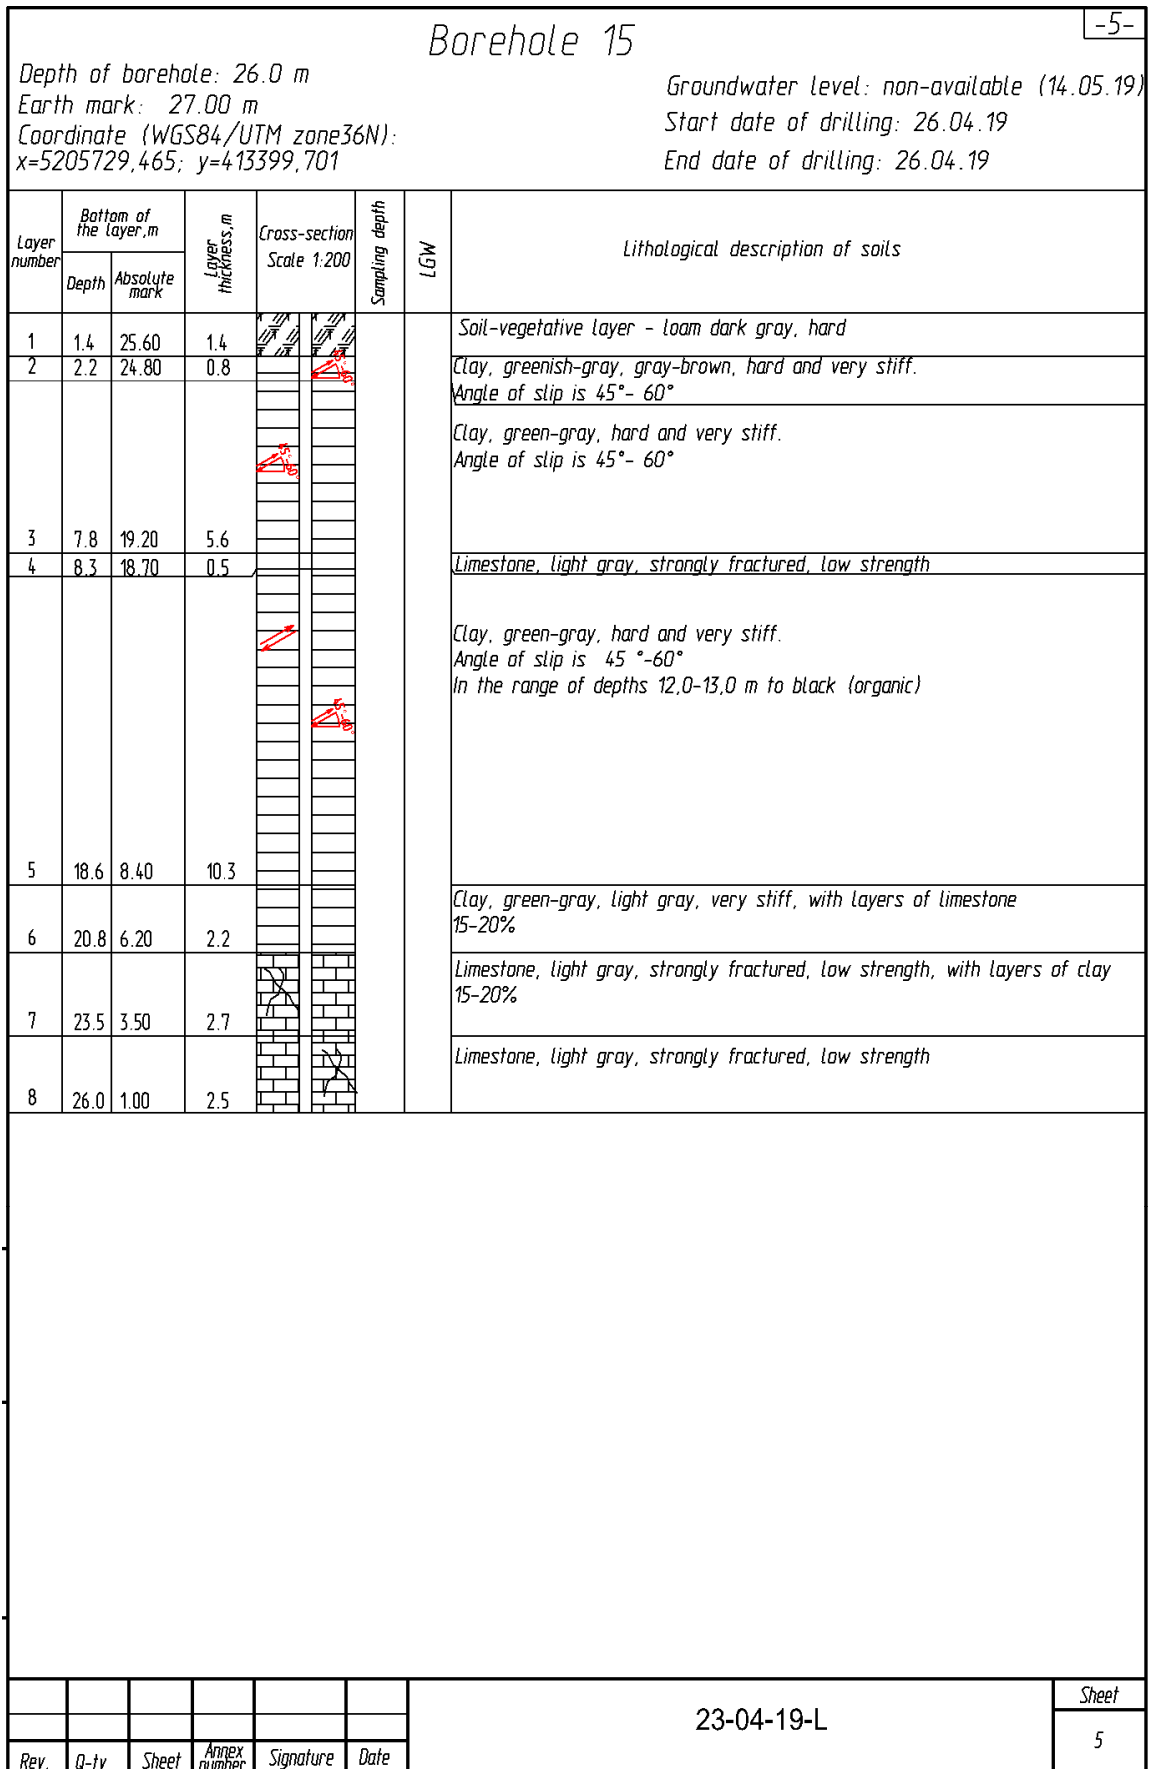 -5-
Borehole 15
Depth of borehole: 26.0 m
Earth mark: 27.00 m
Coordinate (WGS84/UTM zone36N):
x=5205729,465; y=413399,701
Groundwater level: non-available (14.05.19)
Start date of drilling: 26.04.19
End date of drilling: 26.04.19
Layer number
Bottom of the layer,m
Depth
Absolute mark
Layer thickness,m
Cross-section
Scale 1:200
Sampling depth
LGW
Lithological description of soils
1 1.4 25.60 1.4 Soil-vegetative layer - loam dark gray, hard
2 2.2 24.80 0.8 Clay, greenish-gray, gray-brown, hard and very stiff.
Angle of slip is 45°- 60°
45°-60°
Clay, green-gray, hard and very stiff.
Angle of slip is 45°- 60°
45°-60°
3 7.8 19.20 5.6
4 8.3 18.70 0.5 Limestone, light gray, strongly fractured, low strength
Clay, green-gray, hard and very stiff.
Angle of slip is 45 °-60°
In the range of depths 12,0-13,0 m to black (organic)
45°-60°
5 18.6 8.40 10.3
Clay, green-gray, light gray, very stiff, with layers of limestone
15-20%
6 20.8 6.20 2.2
Limestone, light gray, strongly fractured, low strength, with layers of clay
15-20%
7 23.5 3.50 2.7
Limestone, light gray, strongly fractured, low strength
8 26.0 1.00 2.5
23-04-19-L
Sheet
5
Rev. Q-ty Sheet Annex number Signature Date